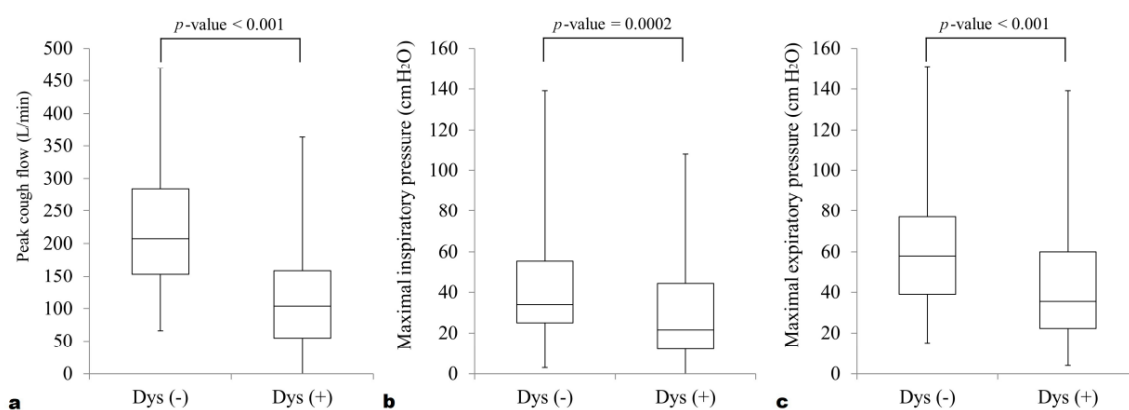 p-value < 0.001
Peak cough flow (L/min)
500
450
400
350
300
250
200
150
100
50
0
Dys (-)
Dys (+)
a
p-value = 0.0002
Maximal inspiratory pressure (cmH2O)
160
140
120
100
80
60
40
20
0
Dys (-)
Dys (+)
b
p-value < 0.001
Maximal expiratory pressure (cm H2O)
160
140
120
100
80
60
40
20
0
Dys (-)
Dys (+)
c